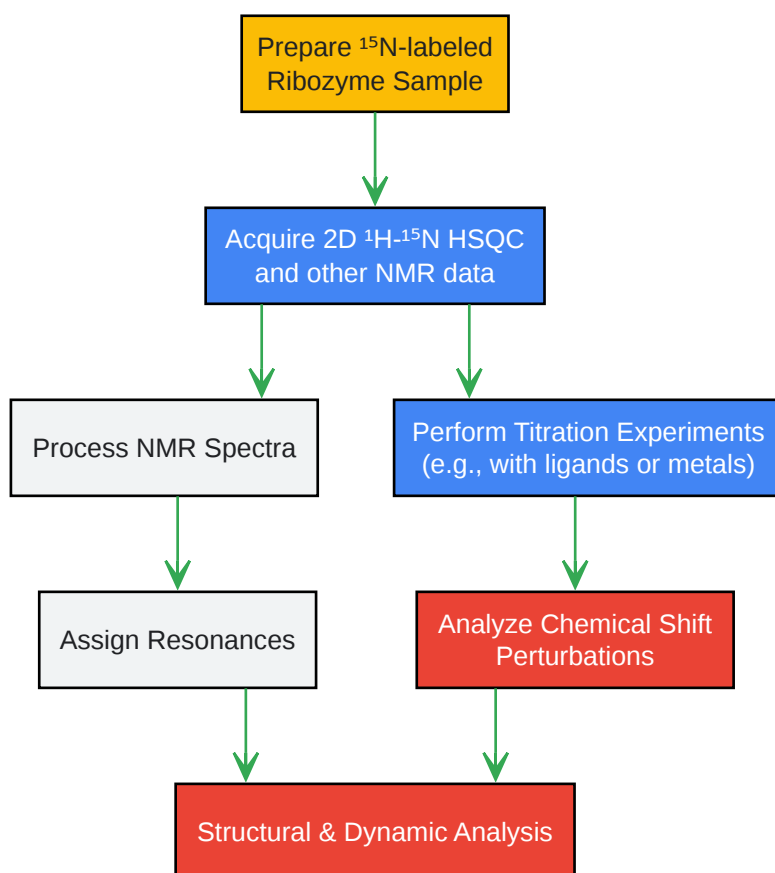 Prepare ¹⁵N-labeled
Ribozyme Sample
Acquire 2D ¹H-¹⁵N HSQC
and other NMR data
Process NMR Spectra
Perform Titration Experiments
(e.g., with ligands or metals)
Assign Resonances
Analyze Chemical Shift
Perturbations
Structural & Dynamic Analysis